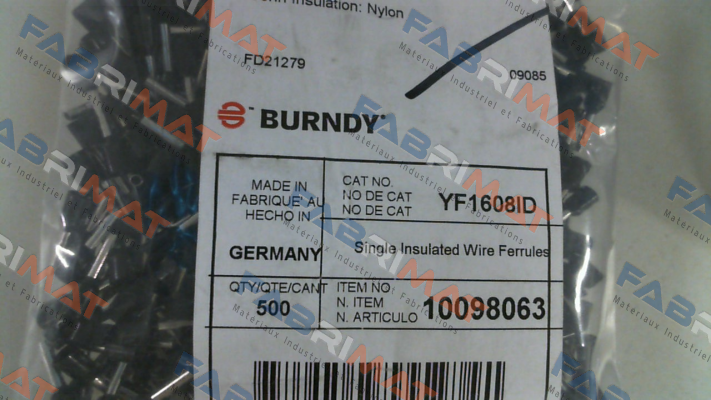 Insulation: Nylon
FD21279
09085
BURNDY
MADE IN
FABRIQUE AU
HECHO IN
GERMANY
CAT NO.
NO DE CAT
NO DE CAT
YF1608ID
Single Insulated Wire Ferrules
QTY/QTE/CANT
500
ITEM NO
N. ITEM
N. ARTICULO
10098063
FABRIMAT
Materiaux Industriel et Fabrication